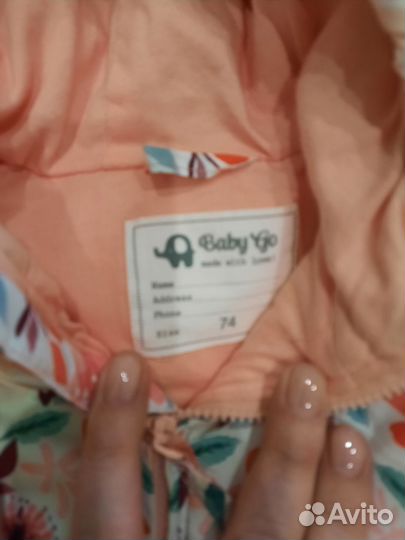 Baby Go
made with love!
Name
Address
Phone
Size 74
Avito